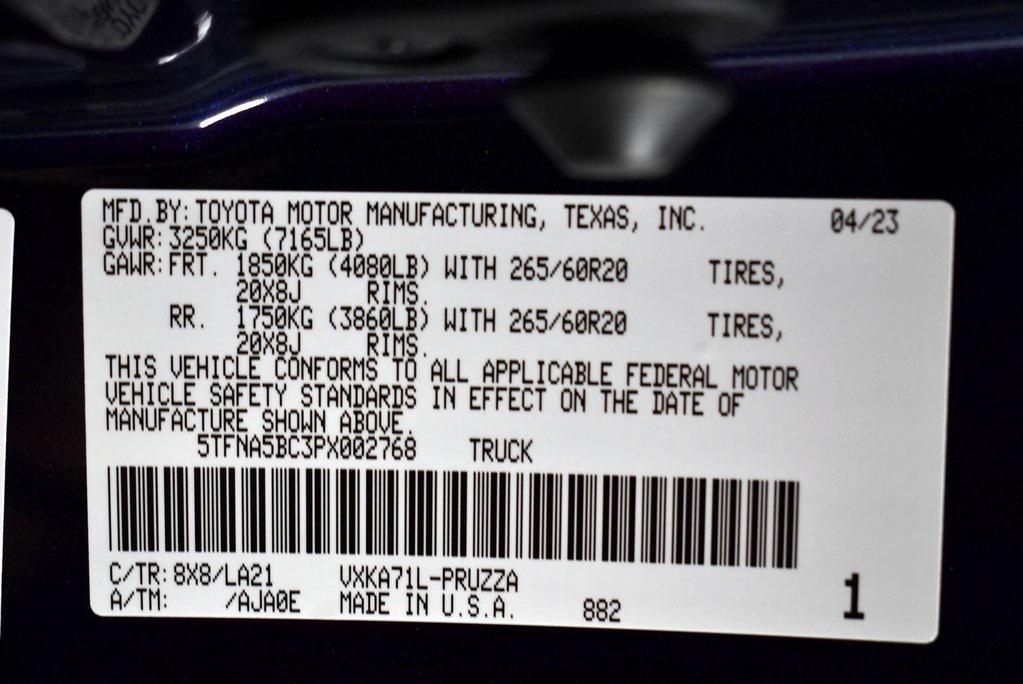 MFD.BY: TOYOTA MOTOR MANUFACTURING, TEXAS, INC. 04/23
GVWR: 3250KG (7165LB)
GAWR: FRT. 1850KG (4080LB) WITH 265/60R20 TIRES,
20X8J RIMS.
RR. 1750KG (3860LB) WITH 265/60R20 TIRES,
20X8J RIMS.
THIS VEHICLE CONFORMS TO ALL APPLICABLE FEDERAL MOTOR
VEHICLE SAFETY STANDARDS IN EFFECT ON THE DATE OF
MANUFACTURE SHOWN ABOVE.
5TFNA5BC3PX002768 TRUCK
C/TR: 8X8/LA21 VXKA71L-PRUZZA
A/TM: /AJA0E MADE IN U.S.A. 882 1